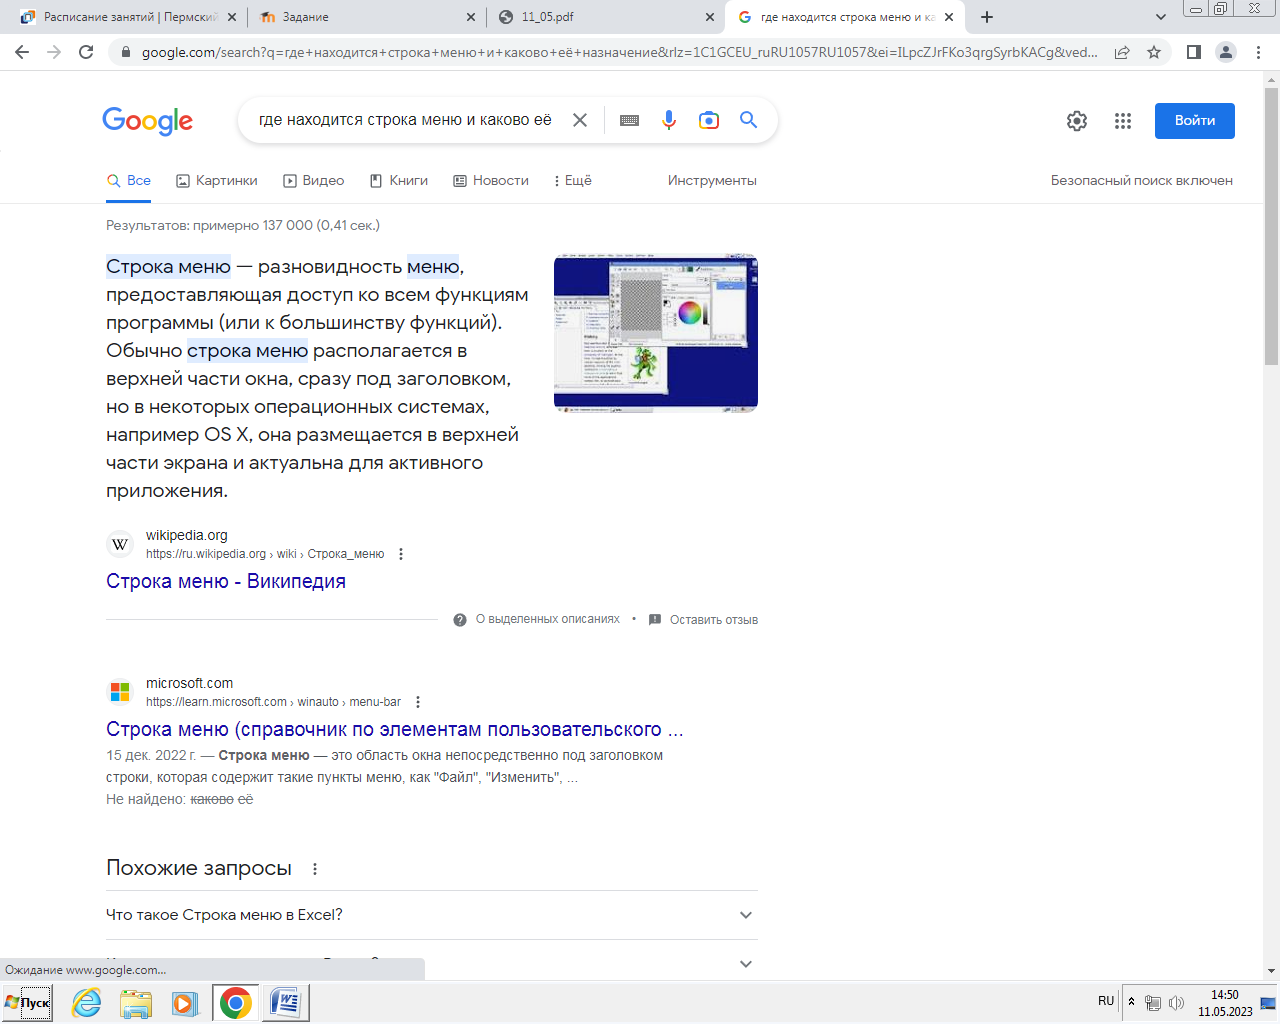 Расписание занятий | Пермский
Задание
11_05.pdf
где находится строка меню и ка
google.com/search?q=где+находится+строка+меню+и+каково+её+назначение&rlz=1C1GCEU_ruRU1057RU1057&ei=ILpcZJrFKo3qrgSyrbKACg&ved...
Google
где находится строка меню и каково её
Войти
Все
Картинки
Видео
Книги
Новости
Ещё
Инструменты
Безопасный поиск включен
Результатов: примерно 137 000 (0,41 сек.)
Строка меню — разновидность меню,
предоставляющая доступ ко всем функциям
программы (или к большинству функций).
Обычно строка меню располагается в
верхней части окна, сразу под заголовком,
но в некоторых операционных системах,
например OS X, она размещается в верхней
части экрана и актуальна для активного
приложения.
W
wikipedia.org
https://ru.wikipedia.org › wiki › Строка_меню
Строка меню - Википедия
О выделенных описаниях • Оставить отзыв
microsoft.com
https://learn.microsoft.com › winauto › menu-bar
Строка меню (справочник по элементам пользовательского ...
15 дек. 2022 г. — Строка меню — это область окна непосредственно под заголовком
строки, которая содержит такие пункты меню, как "Файл", "Изменить", ...
Не найдено: каково её
Похожие запросы
Что такое Строка меню в Excel?
Ожидание www.google.com...
Пуск
RU
14:50
11.05.2023